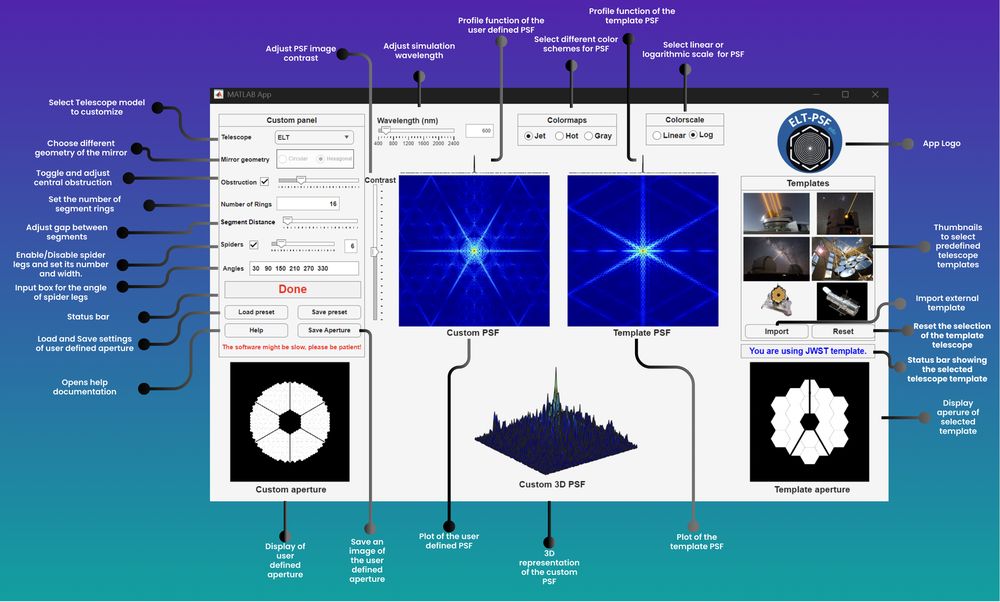 Profile function of the
user defined PSF
Profile function of the
template PSF
Adjust PSF image
contrast
Adjust simulation
wavelength
Select different color
schemes for PSF
Select linear or
logarithmic scale for PSF
Select Telescope model
to customize
Choose different
geometry of the mirror
Toggle and adjust
central obstruction
Set the number of
segment rings
Adjust gap between
segments
Enable/Disable spider
legs and set its number
and width.
Input box for the angle
of spider legs
Status bar
Load and Save settings
of user defined aperture
Opens help
documentation
MATLAB App
Custom panel
Telescope
ELT
Mirror geometry
Circular
Hexagonal
Obstruction
Number of Rings
16
Segment Distance
Spiders
6
Angles
30 90 150 210 270 330
Done
Load preset
Save preset
Help
Save Aperture
The software might be slow, please be patient!
Custom aperture
Wavelength (nm)
600
400 800 1200 1600 2000 2400
Contrast
Colormaps
Jet
Hot
Gray
Colorscale
Linear
Log
Custom PSF
Template PSF
Custom 3D PSF
ELT-PSF
Templates
Import
Reset
You are using JWST template.
Template aperture
App Logo
Thumbnails
to select
predefined
telescope
templates
Import external
template
Reset the selection
of the template
telescope
Status bar showing
the selected
telescope template
Display
aperure of
selected
template
Display of
user
defined
aperture
Save an
image of
the user
defined
aperture
Plot of the user
defined PSF
3D
representation
of the custom
PSF
Plot of the
template PSF